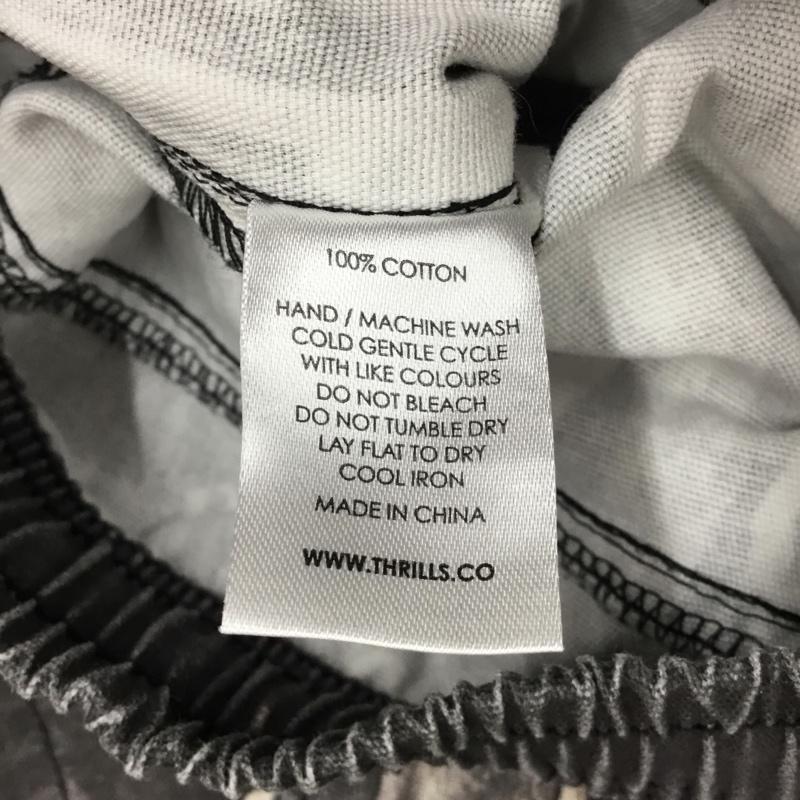 100% COTTON
HAND / MACHINE WASH
COLD GENTLE CYCLE
WITH LIKE COLOURS
DO NOT BLEACH
DO NOT TUMBLE DRY
LAY FLAT TO DRY
COOL IRON
MADE IN CHINA
WWW.THRILLS.CO